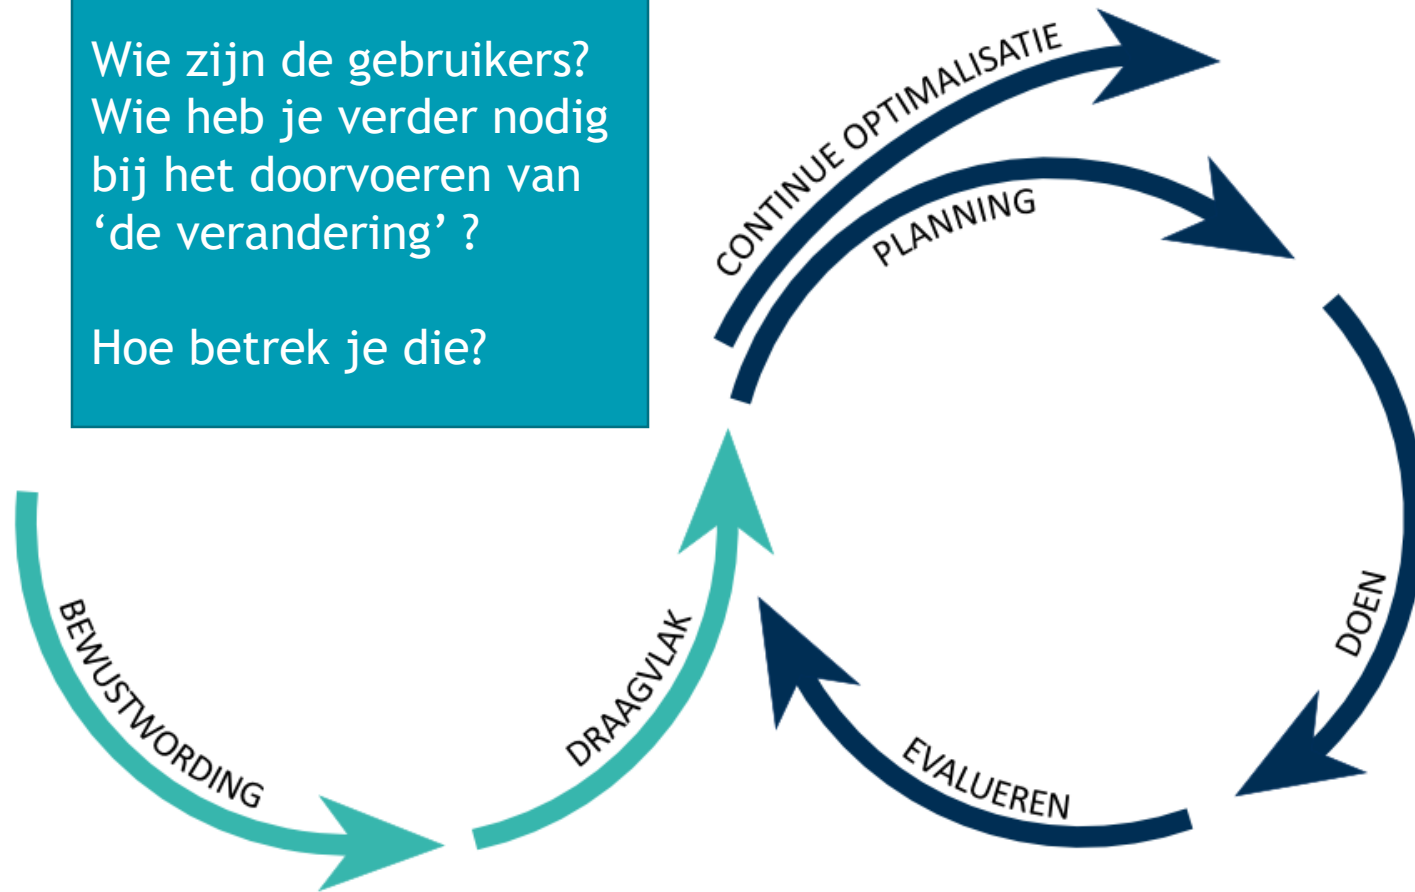 Wie zijn de gebruikers?
Wie heb je verder nodig
bij het doorvoeren van
‘de verandering’ ?
Hoe betrek je die?
CONTINUE OPTIMALISATIE
PLANNING
BEWUSTWORDING
DRAAGVLAK
DOEN
EVALUEREN